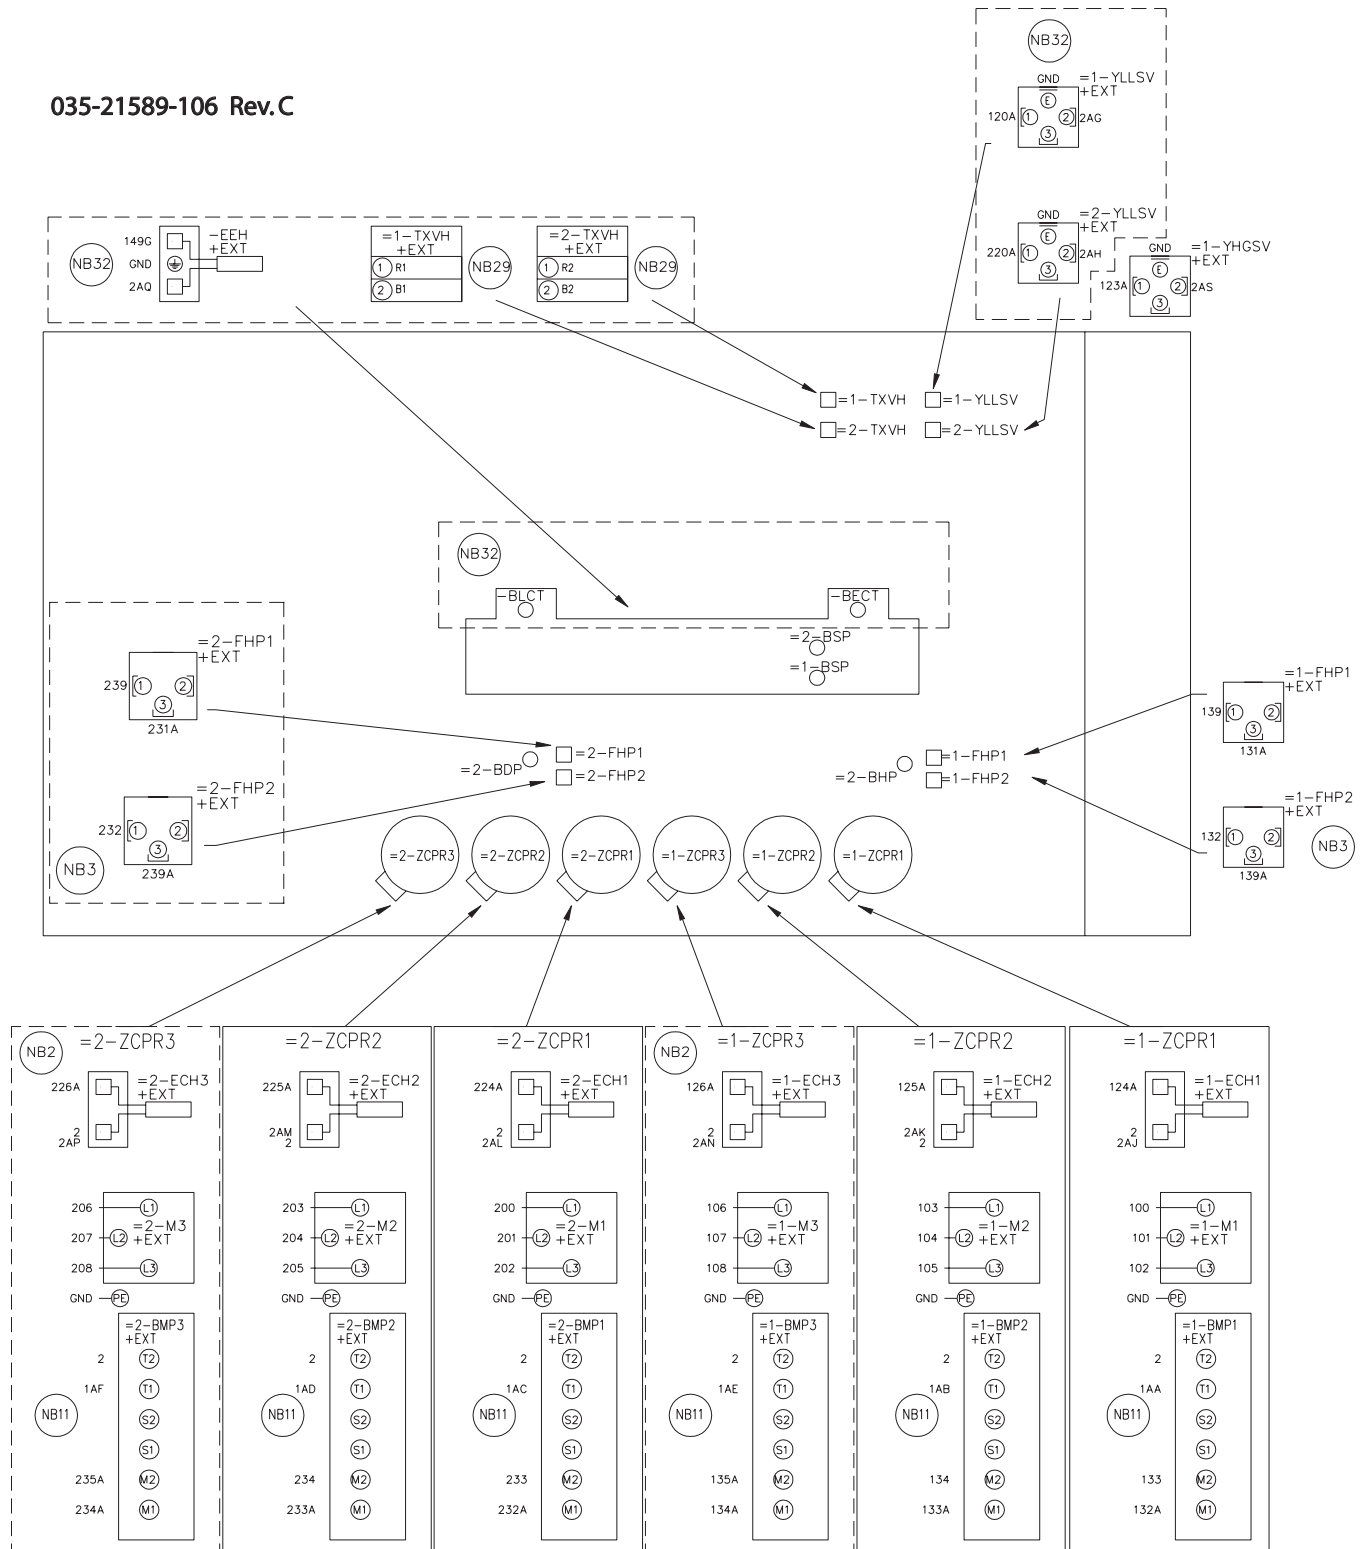 035-21589-106 Rev.C
NB32
GND =1-YLLSV
+EXT
E
120A 1 2 2AG
3
GND =2-YLLSV
+EXT
E
220A 1 2 2AH
3
GND =1-YHGSV
+EXT
E
123A 1 2 2AS
3
NB32
149G -EEH
+EXT
GND
2AQ
=1-TXVH
+EXT
1 R1
2 B1
NB29
=2-TXVH
+EXT
1 R2
2 B2
NB29
=1-TXVH =1-YLLSV
=2-TXVH =2-YLLSV
NB32
-BLCT -BECT
=2-BSP
=1-BSP
=2-FHP1
+EXT
239 1 2
3
231A
=2-FHP2
+EXT
232 1 2
3
239A
NB3
=2-BDP =2-FHP1
=2-FHP2
=2-BHP =1-FHP1
=1-FHP2
=1-FHP1
+EXT
139 1 2
3
131A
=1-FHP2
+EXT
132 1 2
3
139A
NB3
=2-ZCPR3 =2-ZCPR2 =2-ZCPR1 =1-ZCPR3 =1-ZCPR2 =1-ZCPR1
NB2 =2-ZCPR3
226A =2-ECH3
+EXT
2
2AP
206 L1
207 L2 =2-M3
+EXT
208 L3
GND PE
=2-BMP3
+EXT
2 T2
1AF T1
NB11 S2
S1
235A M2
234A M1
=2-ZCPR2
225A =2-ECH2
+EXT
2AM
2
203 L1
204 L2 =2-M2
+EXT
205 L3
GND PE
=2-BMP2
+EXT
2 T2
1AD T1
NB11 S2
S1
234 M2
233A M1
=2-ZCPR1
224A =2-ECH1
+EXT
2
2AL
200 L1
201 L2 =2-M1
+EXT
202 L3
GND PE
=2-BMP1
+EXT
2 T2
1AC T1
NB11 S2
S1
233 M2
232A M1
NB2 =1-ZCPR3
126A =1-ECH3
+EXT
2
2AN
106 L1
107 L2 =1-M3
+EXT
108 L3
GND PE
=1-BMP3
+EXT
2 T2
1AE T1
NB11 S2
S1
135A M2
134A M1
=1-ZCPR2
125A =1-ECH2
+EXT
2AK
2
103 L1
104 L2 =1-M2
+EXT
105 L3
GND PE
=1-BMP2
+EXT
2 T2
1AB T1
NB11 S2
S1
134 M2
133A M1
=1-ZCPR1
124A =1-ECH1
+EXT
2
2AJ
100 L1
101 L2 =1-M1
+EXT
102 L3
GND PE
=1-BMP1
+EXT
2 T2
1AA T1
NB11 S2
S1
133 M2
132A M1